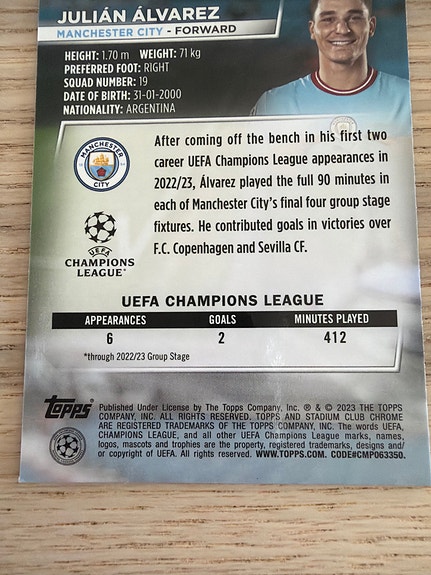 JULIÁN ÁLVAREZ
MANCHESTER CITY - FORWARD
HEIGHT: 1.70 m WEIGHT: 71 kg
PREFERRED FOOT: RIGHT
SQUAD NUMBER: 19
DATE OF BIRTH: 31-01-2000
NATIONALITY: ARGENTINA
MANCHESTER
CITY
After coming off the bench in his first two
career UEFA Champions League appearances in
2022/23, Álvarez played the full 90 minutes in
each of Manchester City's final four group stage
fixtures. He contributed goals in victories over
F.C. Copenhagen and Sevilla CF.
UEFA
CHAMPIONS
LEAGUE®
UEFA CHAMPIONS LEAGUE
APPEARANCES GOALS MINUTES PLAYED
6 2 412
*through 2022/23 Group Stage
Topps
Published Under License by The Topps Company, Inc. ® & © 2023 THE TOPPS
COMPANY, INC. ALL RIGHTS RESERVED. TOPPS AND STADIUM CLUB CHROME
ARE REGISTERED TRADEMARKS OF THE TOPPS COMPANY, INC. The words UEFA,
CHAMPIONS LEAGUE, and all other UEFA Champions League marks, names,
logos, mascots and trophies are the property, registered trademarks, designs and/
or copyright of UEFA. All rights reserved. WWW.TOPPS.COM. CODE#CMP063350.